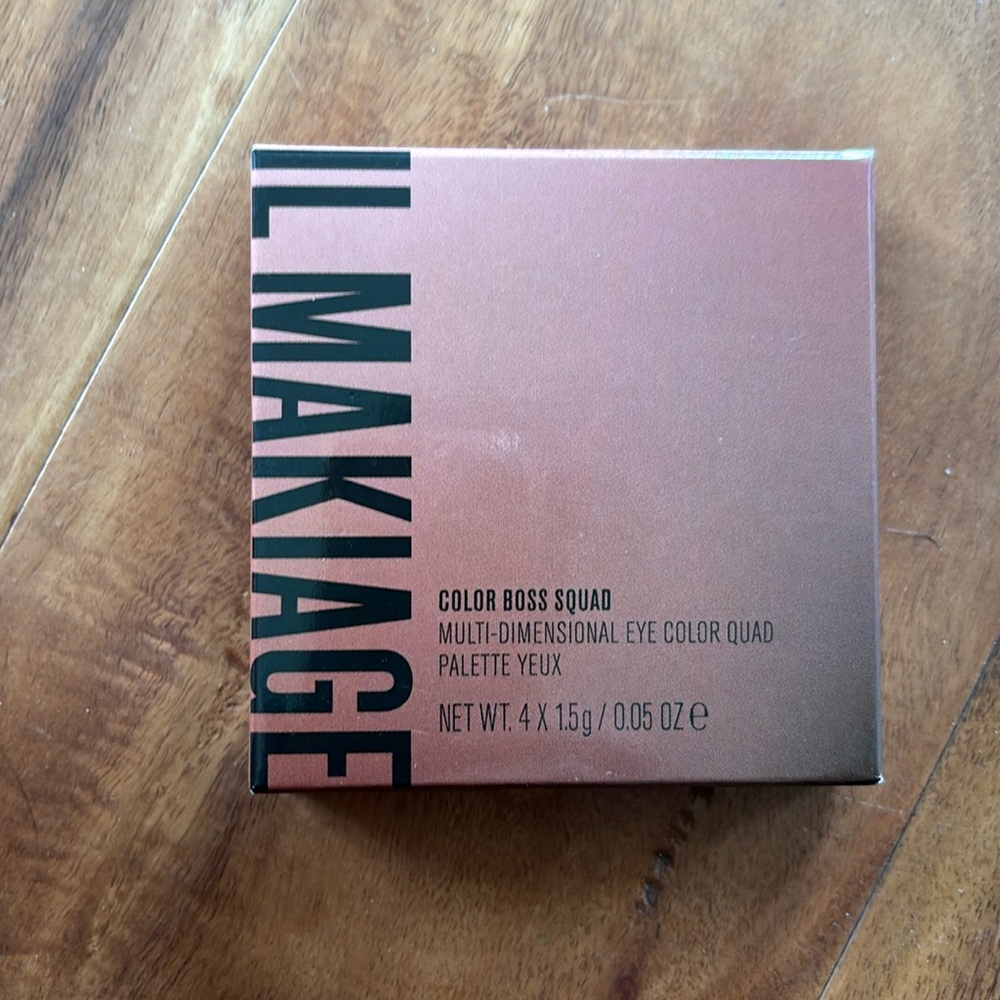 IL MAKIAGE
COLOR BOSS SQUAD
MULTI-DIMENSIONAL EYE COLOR QUAD
PALETTE YEUX
NET WT. 4 X 1.5g / 0.05 OZ ℮